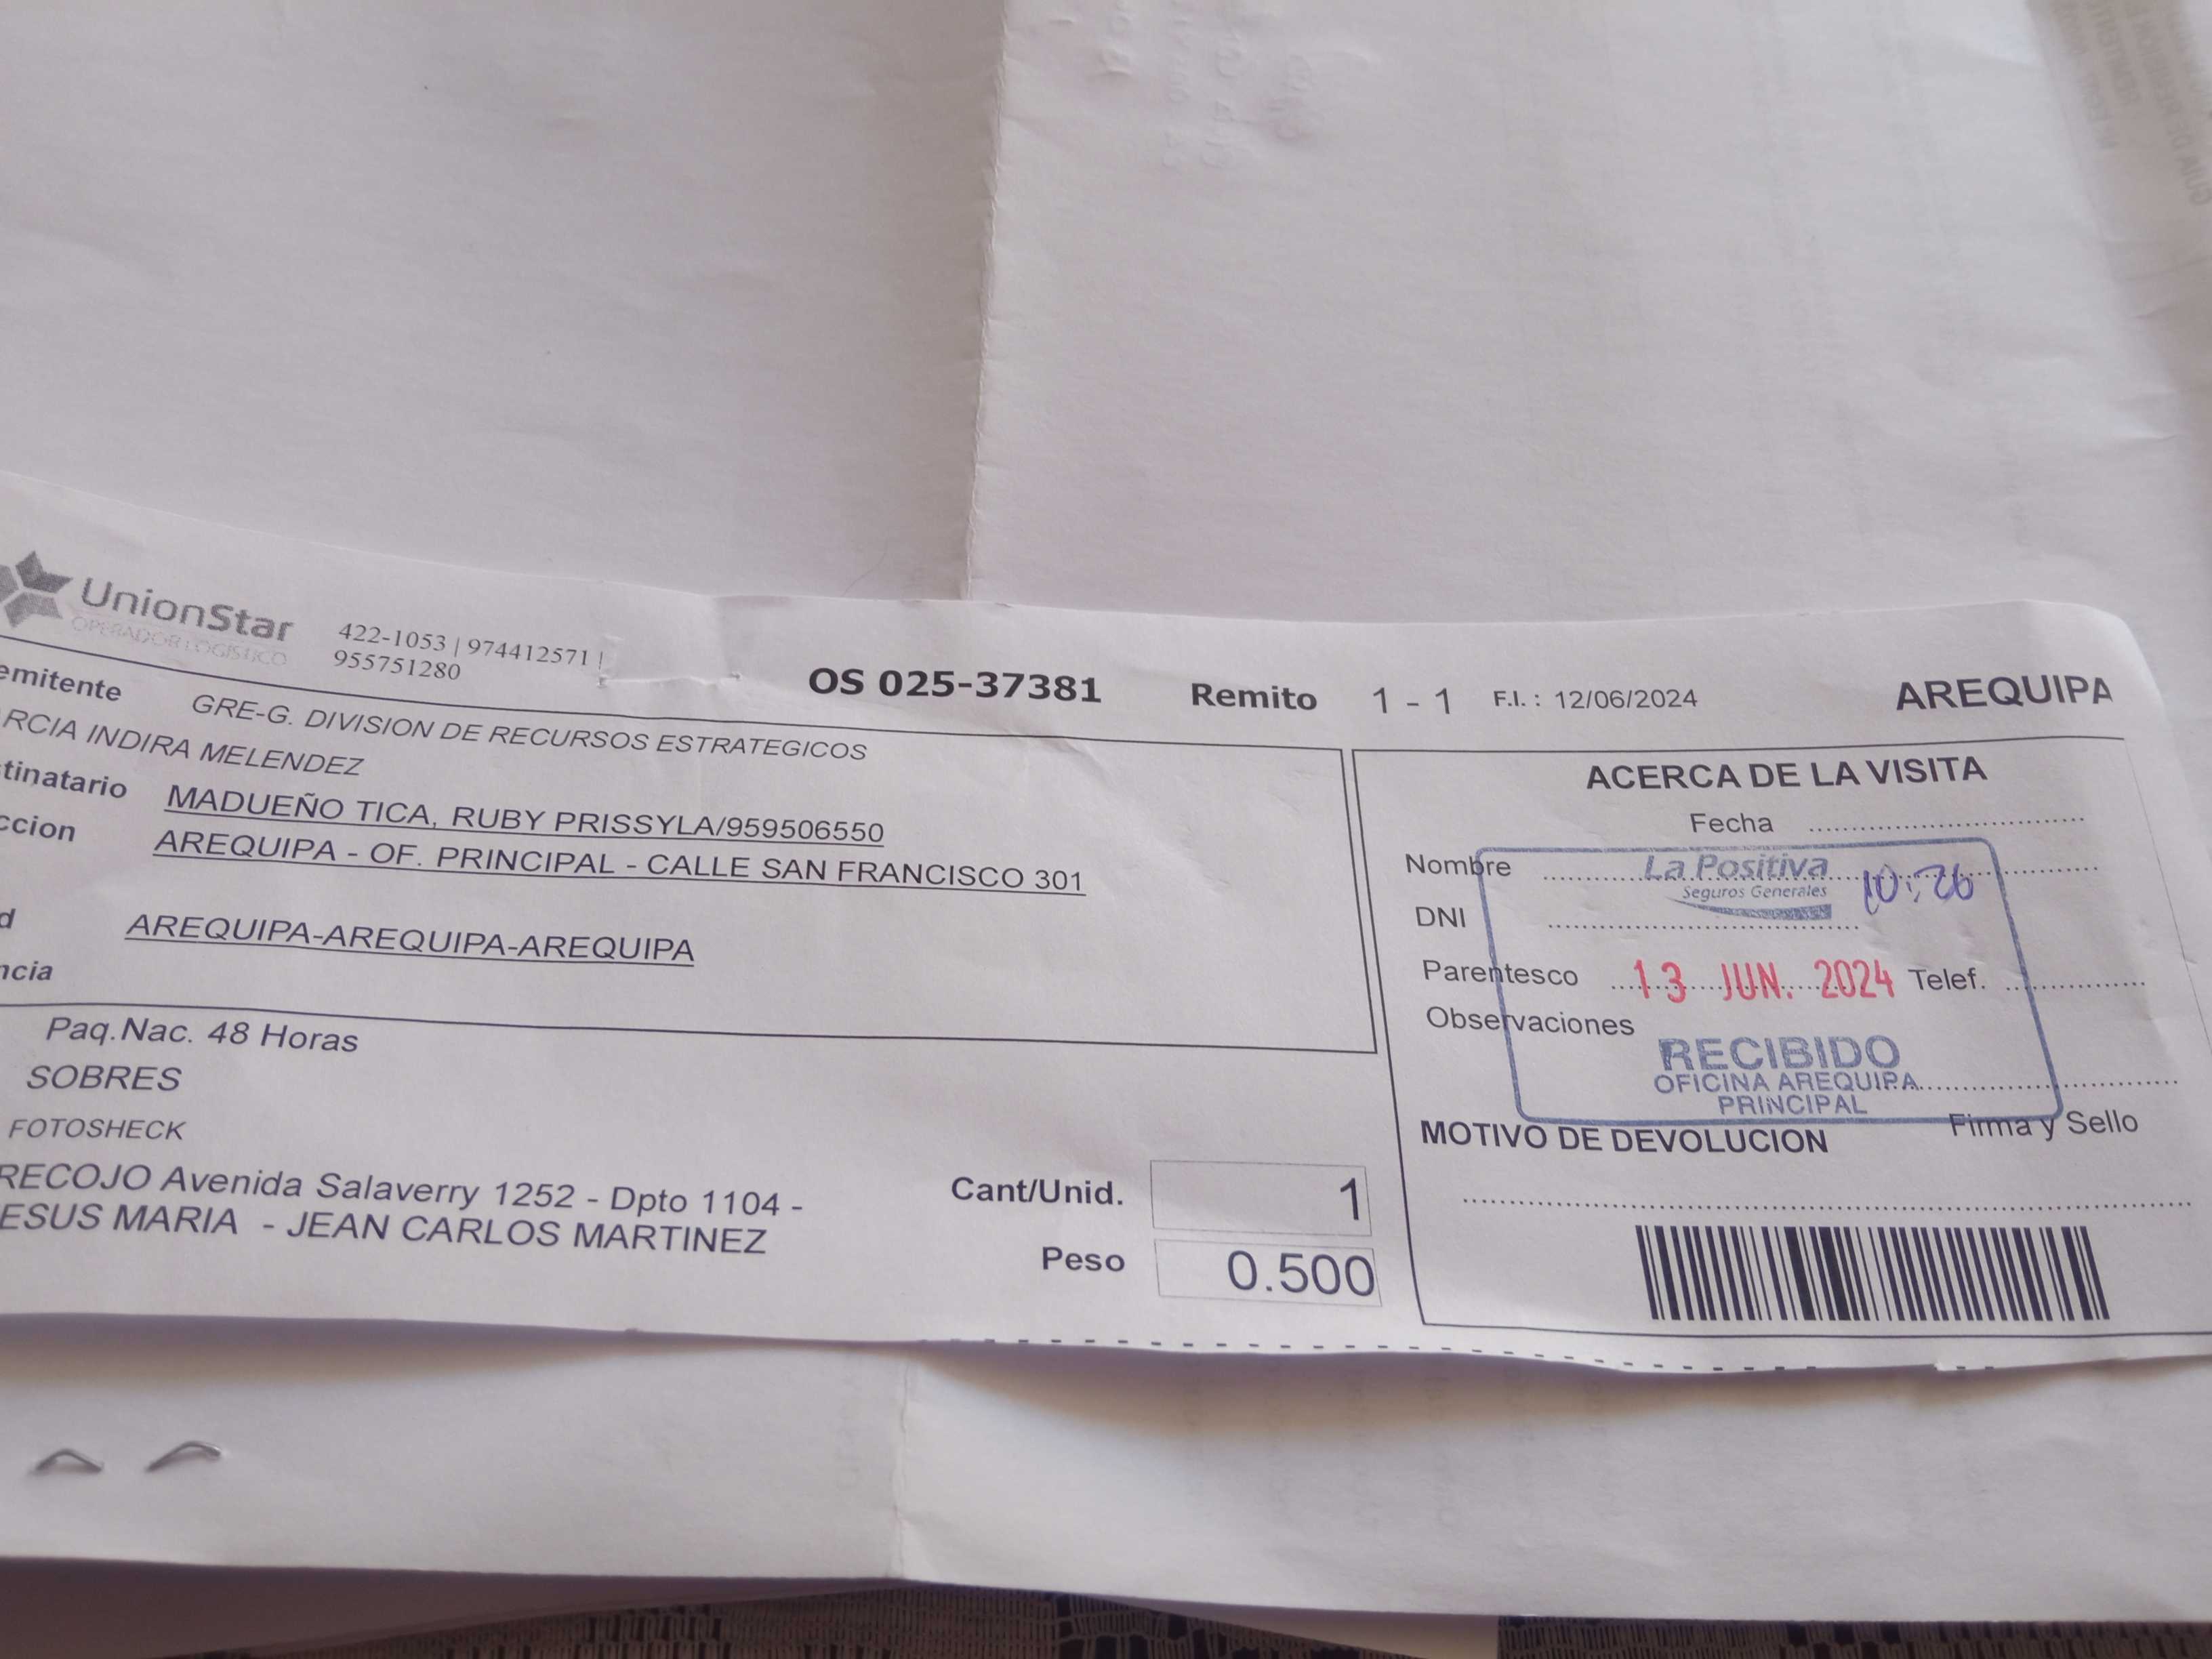 UnionStar
OPERADOR LOGISTICO
422-1053 | 974412571 |
955751280
OS 025-37381
Remito 1 - 1
F.I. : 12/06/2024
AREQUIPA
emitente GRE-G. DIVISION DE RECURSOS ESTRATEGICOS
RCIA INDIRA MELENDEZ
tinatario MADUEÑO TICA, RUBY PRISSYLA/959506550
ccion AREQUIPA - OF. PRINCIPAL - CALLE SAN FRANCISCO 301
d AREQUIPA-AREQUIPA-AREQUIPA
ncia
Paq.Nac. 48 Horas
SOBRES
FOTOSHECK
RECOJO Avenida Salaverry 1252 - Dpto 1104 -
ESUS MARIA - JEAN CARLOS MARTINEZ
Cant/Unid. 1
Peso 0.500
ACERCA DE LA VISITA
Fecha
Nombre
DNI
Parentesco
Telef.
Observaciones
La Positiva
Seguros Generales
10:26
13 JUN. 2024
RECIBIDO
OFICINA AREQUIPA
PRINCIPAL
Firma y Sello
MOTIVO DE DEVOLUCION